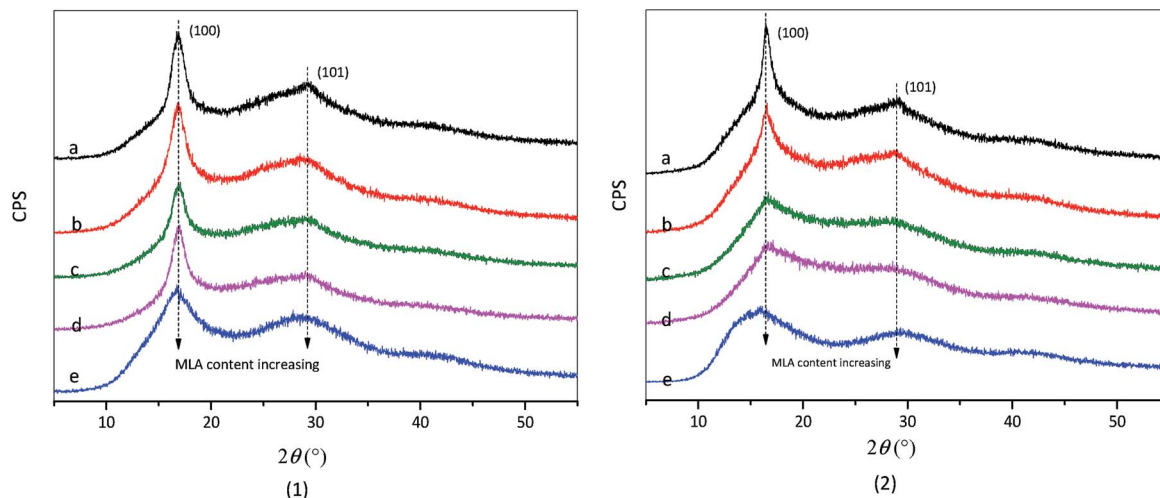 (100)
(101)
a
b
c
d
e
MLA content increasing
CPS
10 20 30 40 50
2θ(°)
(1)
(100)
(101)
a
b
c
d
e
MLA content increasing
CPS
10 20 30 40 50
2θ(°)
(2)